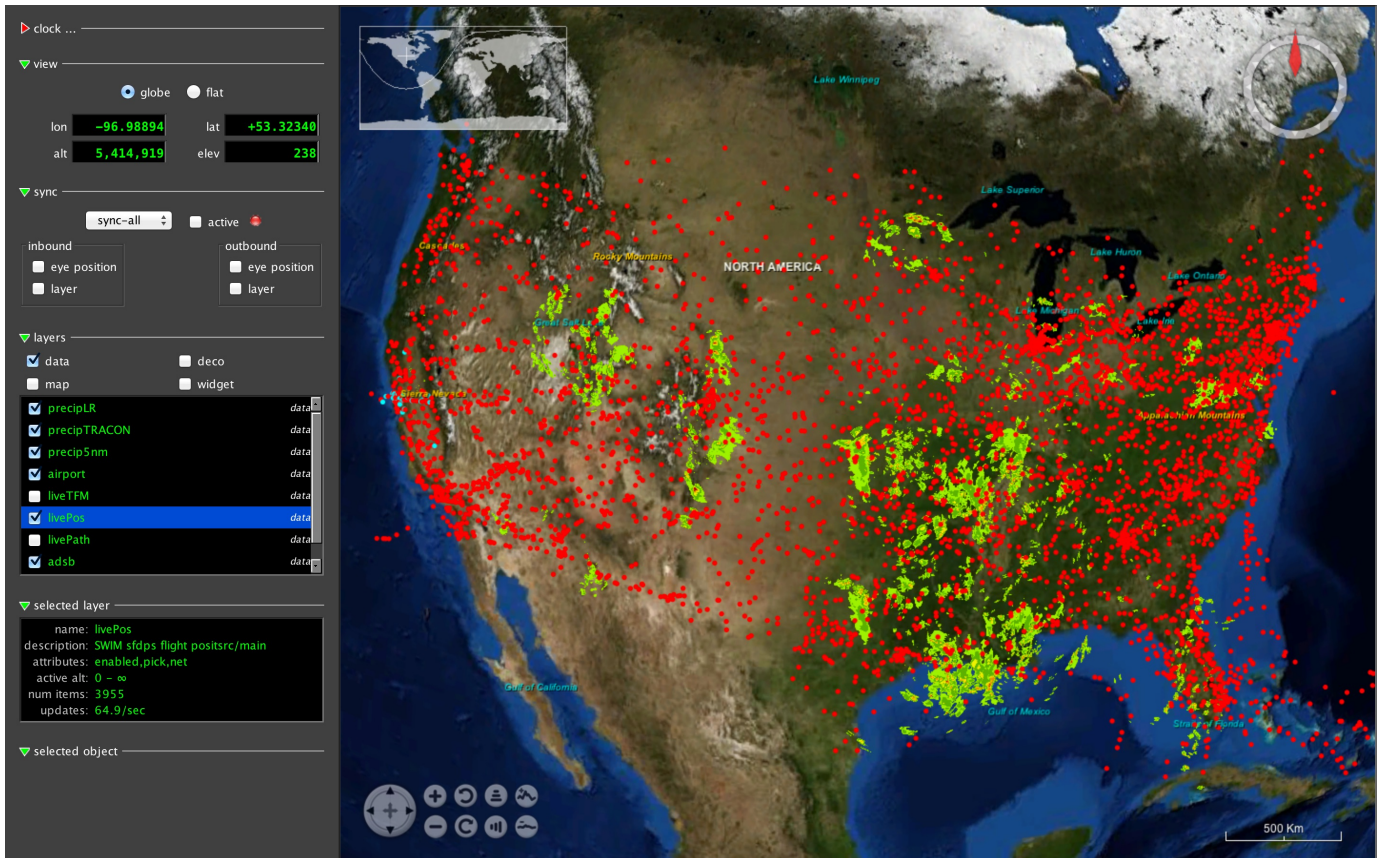 clock ...
view
globe flat
lon -96.98894 lat +53.32340
alt 5,414,919 elev 238
sync
sync-all active
inbound outbound
eye position eye position
layer layer
layers
data deco
map widget
precipLR data
precipTRACON data
precip5nm data
airport data
liveTFM data
livePos data
livePath data
adsb data
selected layer
name: livePos
description: SWIM sfdps flight positsrc/main
attributes: enabled,pick,net
active alt: 0 – ∞
num items: 3955
updates: 64.9/sec
selected object
Lake Winnipeg
Lake Superior
Cascades
Rocky Mountains
NORTH AMERICA
Lake Huron
Lake Ontario
Great Salt
Lake Michigan
Lake
Sierra Nevada
Appalachian Mountains
Gulf of California
Gulf of Mexico
Straits of Florida
500 Km